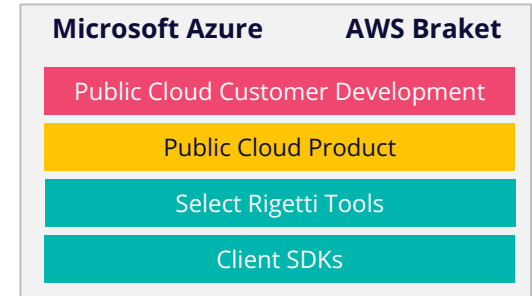 Microsoft Azure AWS Braket
Public Cloud Customer Development
Public Cloud Product
Select Rigetti Tools
Client SDKs